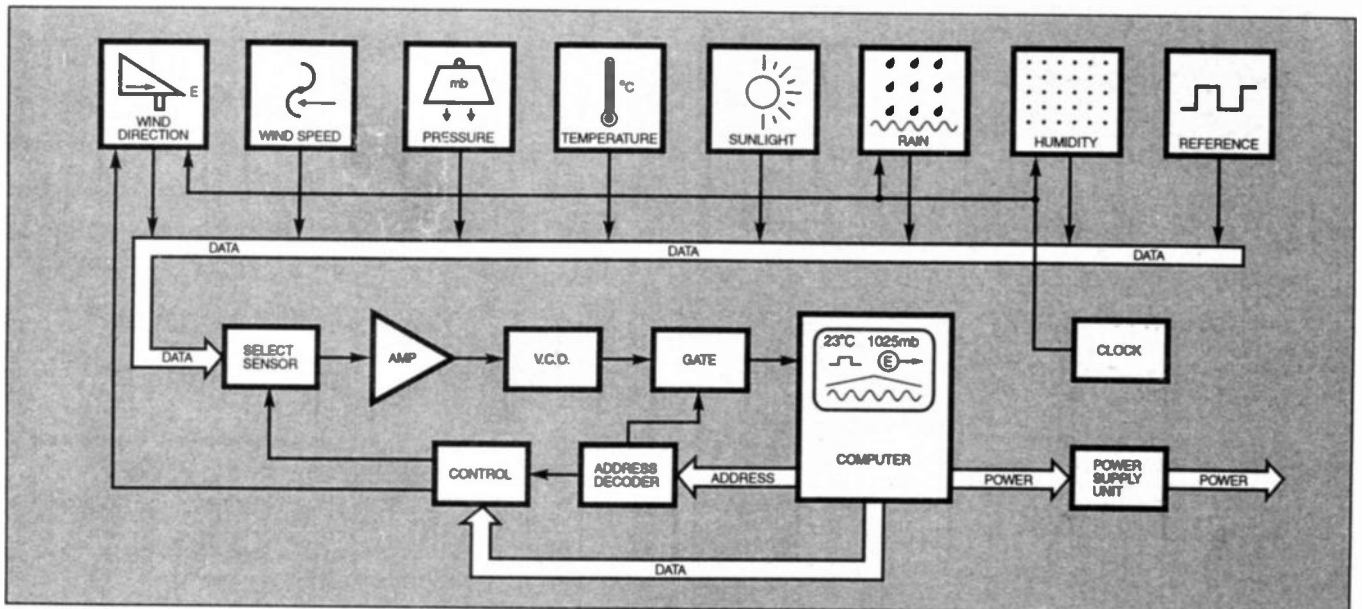 E
WIND
DIRECTION
WIND SPEED
mb
PRESSURE
°C
TEMPERATURE
SUNLIGHT
RAIN
HUMIDITY
REFERENCE
DATA
DATA
DATA
DATA
SELECT
SENSOR
AMP
V.C.O.
GATE
23°C 1025mb
E
COMPUTER
CLOCK
CONTROL
ADDRESS
DECODER
ADDRESS
POWER
POWER
SUPPLY
UNIT
POWER
DATA